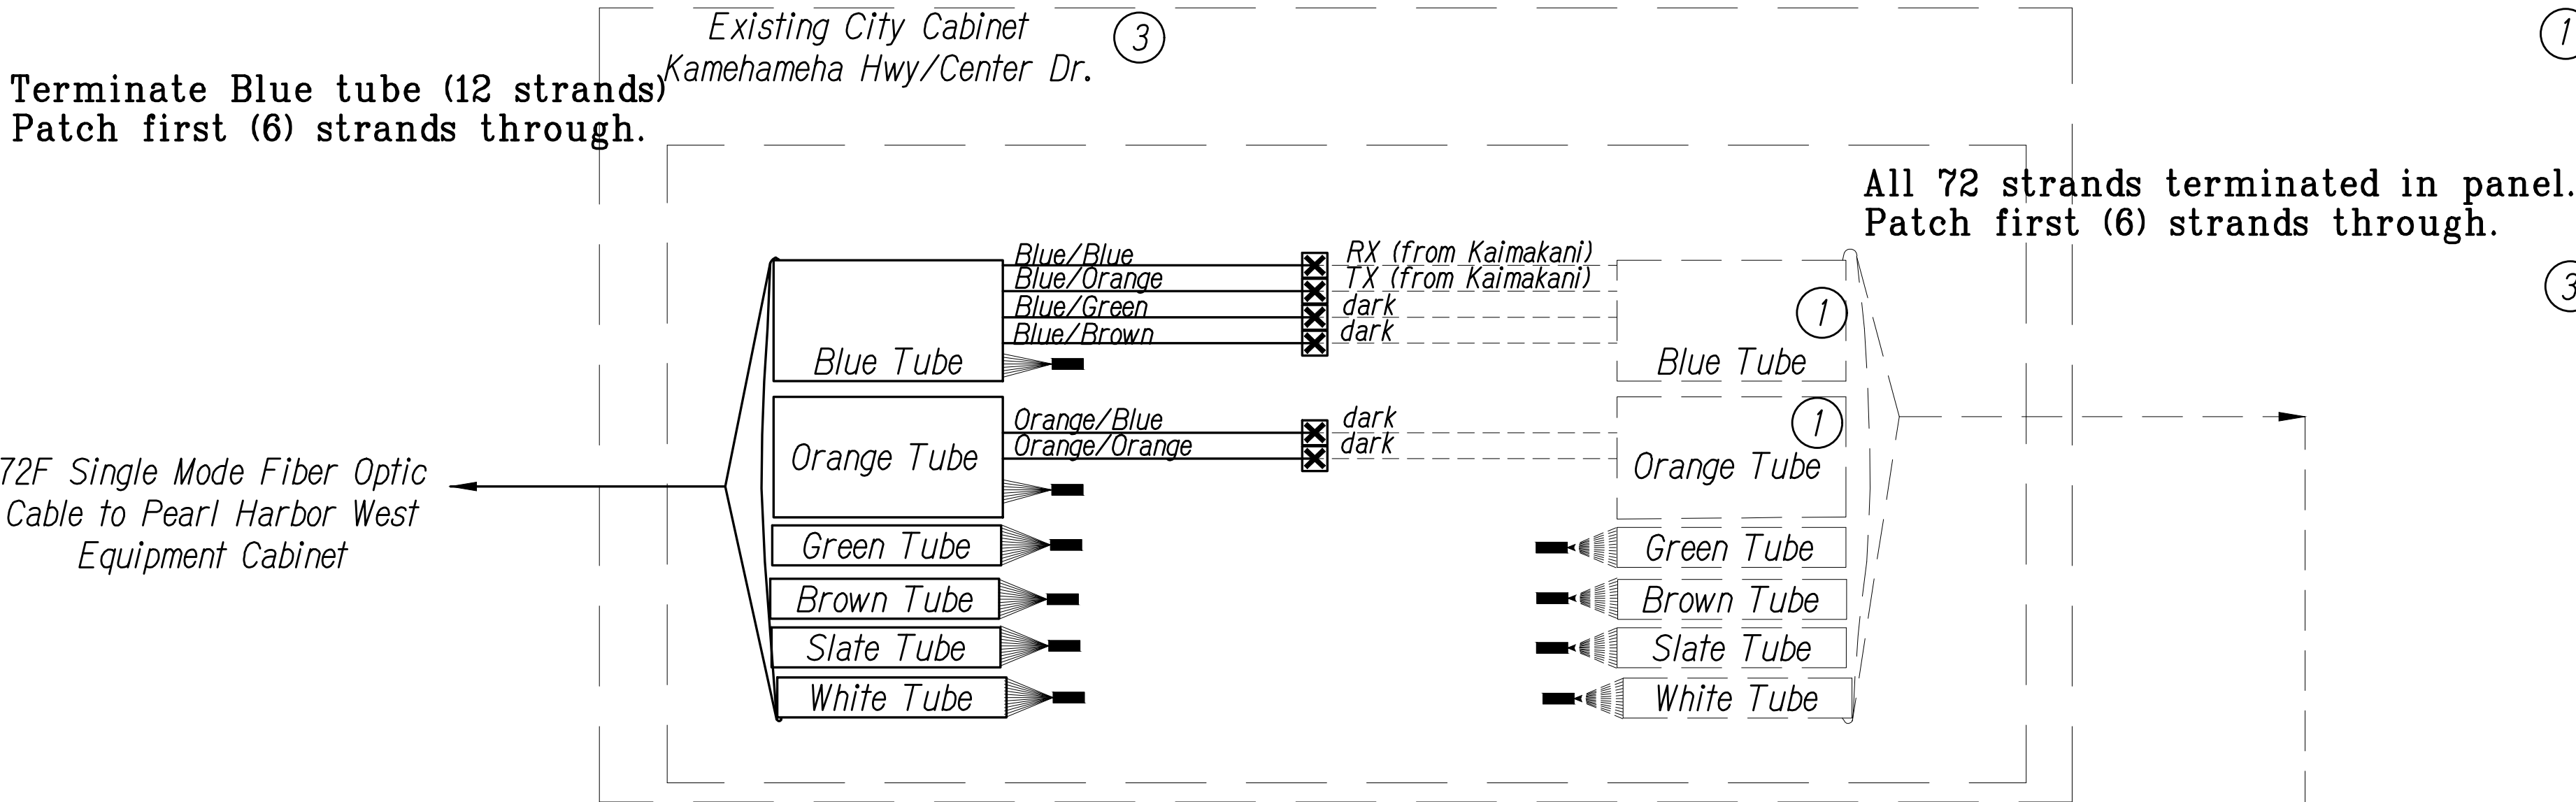 Existing City Cabinet
Kamehameha Hwy/Center Dr.
3
1
Terminate Blue tube (12 strands)
Patch first (6) strands through.
All 72 strands terminated in panel.
Patch first (6) strands through.
3
Blue/Blue
RX (from Kaimakani)
Blue/Orange
TX (from Kaimakani)
Blue/Green
dark
Blue/Brown
dark
1
Blue Tube
Blue Tube
Orange/Blue
dark
1
Orange/Orange
dark
Orange Tube
Orange Tube
72F Single Mode Fiber Optic
Cable to Pearl Harbor West
Equipment Cabinet
Green Tube
Green Tube
Brown Tube
Brown Tube
Slate Tube
Slate Tube
White Tube
White Tube